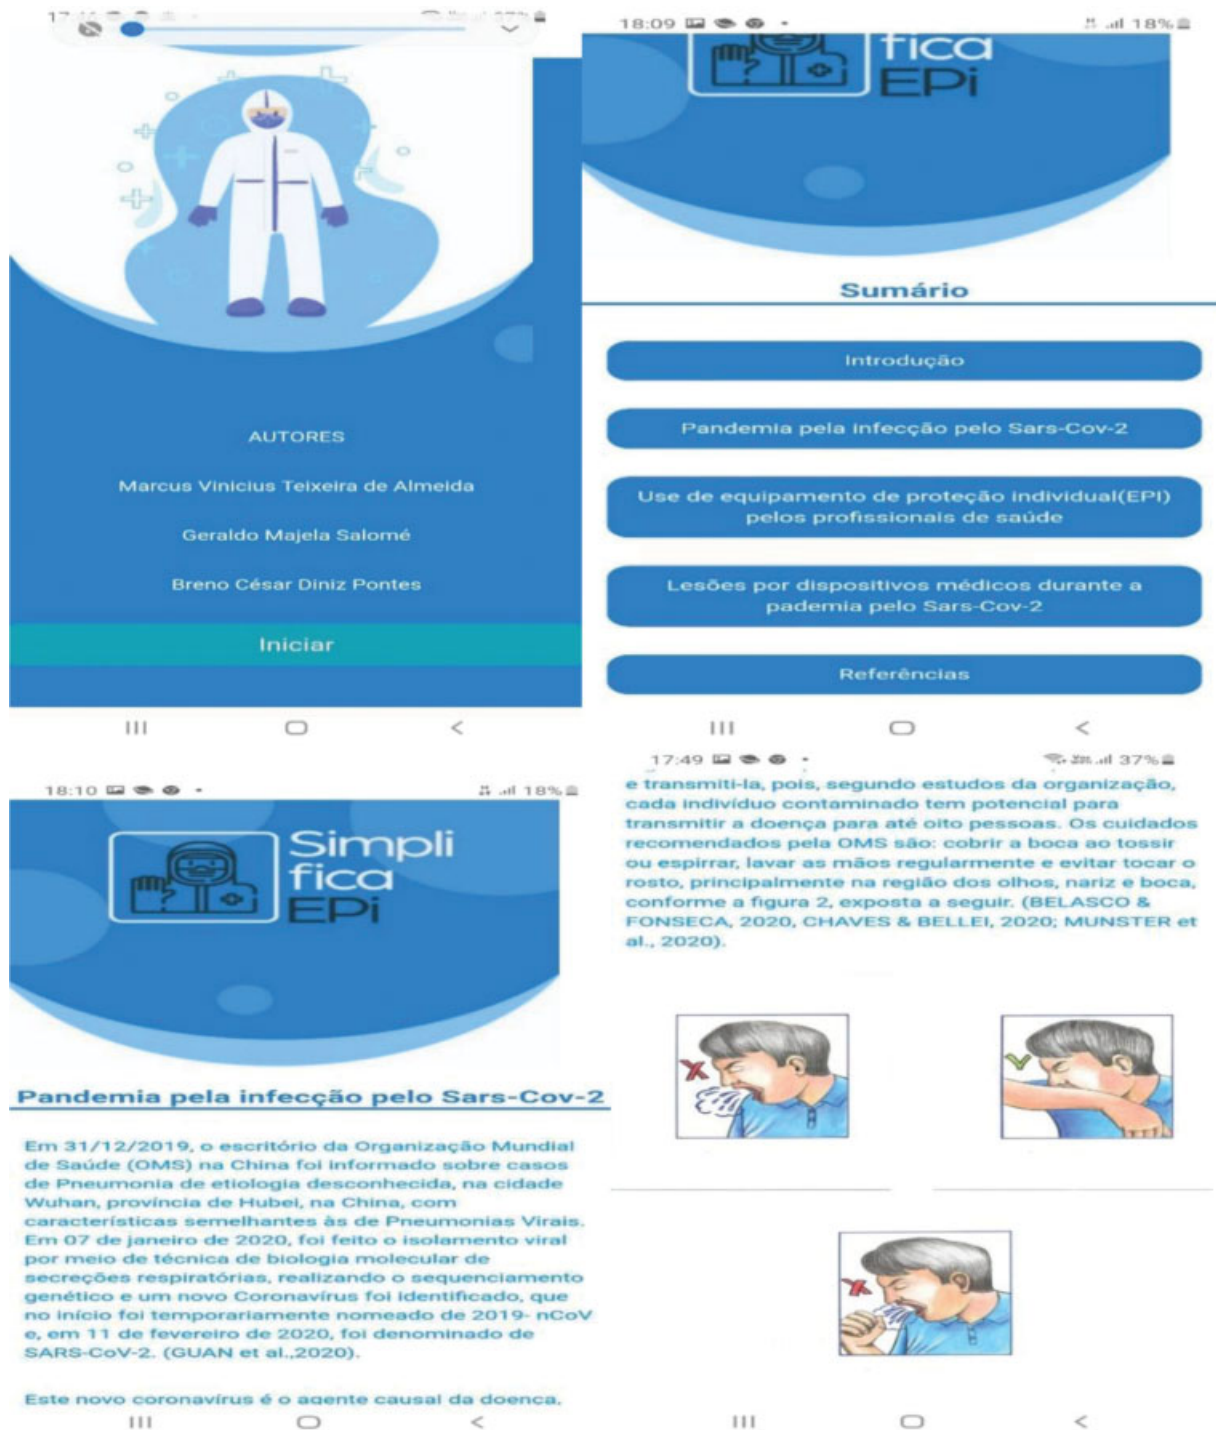 AUTORES
Marcus Vinicius Teixeira de Almeida
Geraldo Majela Salomé
Breno César Diniz Pontes
Iniciar
18:09
18%
fica
EPi
Sumário
Introdução
Pandemia pela infecção pelo Sars-Cov-2
Use de equipamento de proteção individual(EPI)
pelos profissionais de saúde
Lesões por dispositivos médicos durante a
pademia pelo Sars-Cov-2
Referências
18:10
18%
Simpli
fica
EPi
Pandemia pela infecção pelo Sars-Cov-2
Em 31/12/2019, o escritório da Organização Mundial
de Saúde (OMS) na China foi informado sobre casos
de Pneumonia de etiologia desconhecida, na cidade
Wuhan, província de Hubei, na China, com
características semelhantes às de Pneumonias Virais.
Em 07 de janeiro de 2020, foi feito o isolamento viral
por meio de técnica de biologia molecular de
secreções respiratórias, realizando o sequenciamento
genético e um novo Coronavírus foi identificado, que
no início foi temporariamente nomeado de 2019- nCoV
e, em 11 de fevereiro de 2020, foi denominado de
SARS-CoV-2. (GUAN et al.,2020).
Este novo coronavírus é o agente causal da doença,
17:49
37%
e transmiti-la, pois, segundo estudos da organização,
cada indivíduo contaminado tem potencial para
transmitir a doença para até oito pessoas. Os cuidados
recomendados pela OMS são: cobrir a boca ao tossir
ou espirrar, lavar as mãos regularmente e evitar tocar o
rosto, principalmente na região dos olhos, nariz e boca,
conforme a figura 2, exposta a seguir. (BELASCO &
FONSECA, 2020, CHAVES & BELLEI, 2020; MUNSTER et
al., 2020).